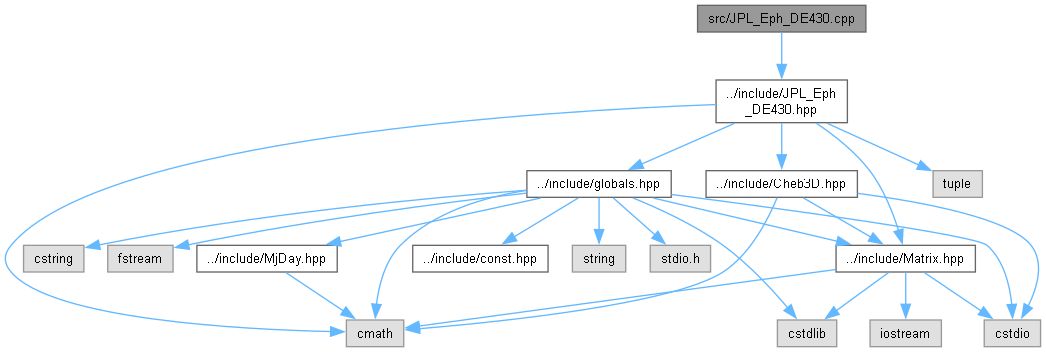 src/JPL_Eph_DE430.cpp
../include/JPL_Eph
_DE430.hpp
../include/globals.hpp
../include/Cheb3D.hpp
tuple
cstring
fstream
../include/MjDay.hpp
../include/const.hpp
string
stdio.h
../include/Matrix.hpp
cmath
cstdlib
iostream
cstdio